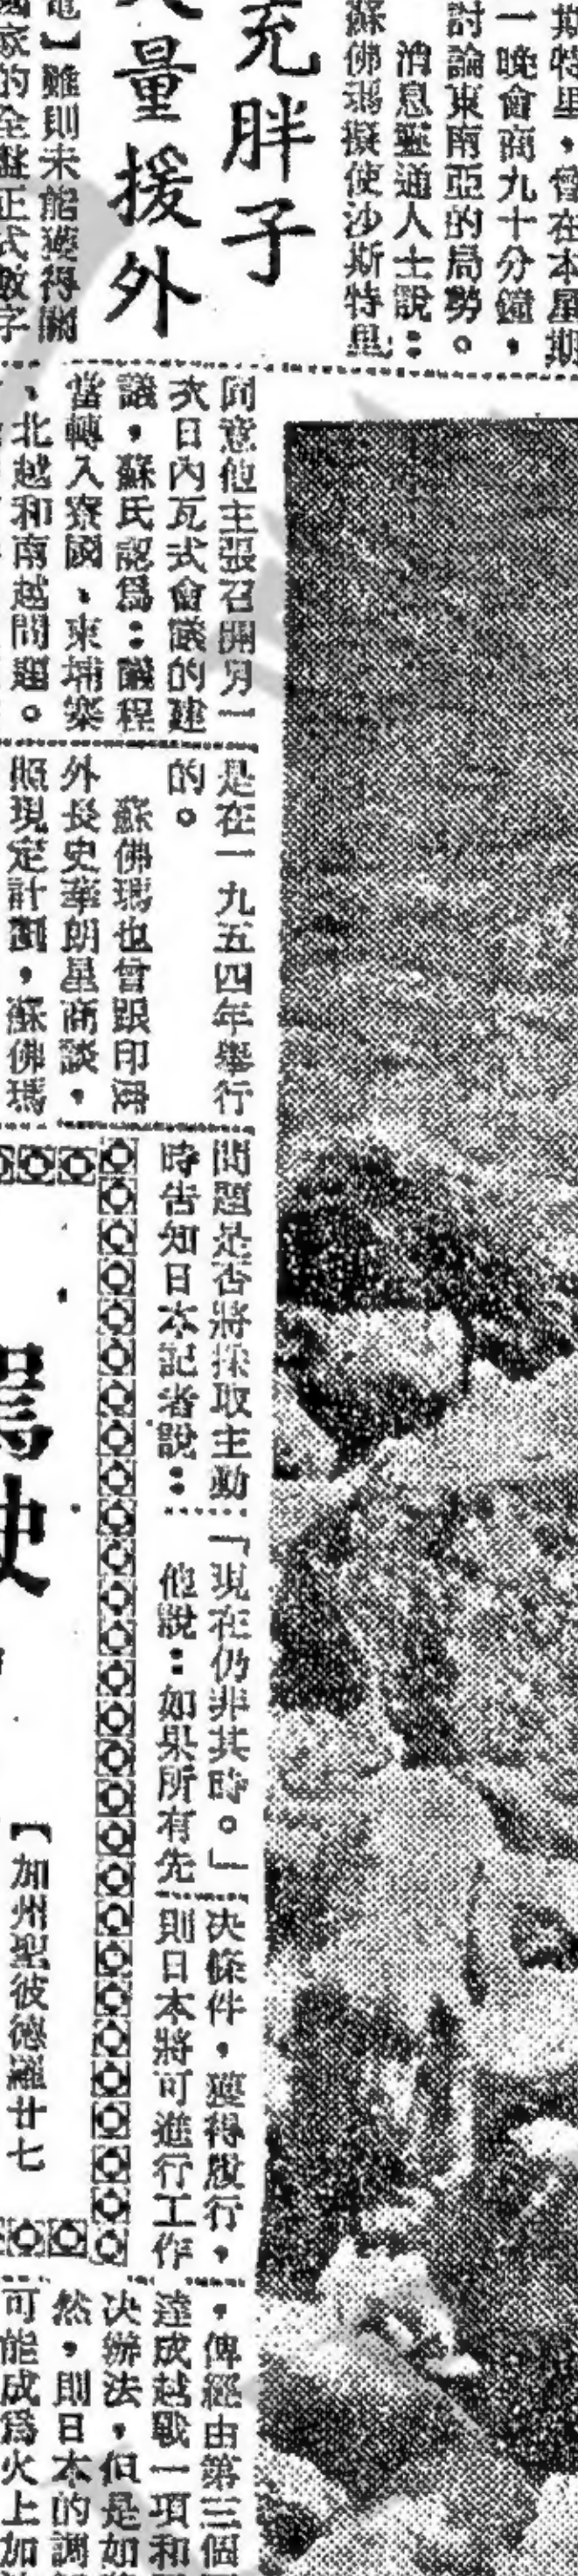 斯特里,曾在本星期
一晚會商九十分鐘,
討論東南亞的局勢。
消息靈通人士說:
蘇佛瑪擬使沙斯特里
同意他主張召開另一
次日內瓦式會議的建
議,蘇氏認爲:議程
當轉入寮國、柬埔寨
、北越和南越問題。
是在一九五四年舉行
的。
蘇佛瑪也曾跟印
外長史華朗星商談,
照現定計劃,蘇佛瑪
問題是否將採取主動
時告知日本記者說:
「現在仍非其時。」
他說:如果所有先
決條件,獲得履行,
則日本將可進行工作
,俾經由第三個
達成越戰一項和
決辦法,但是如
然,則日本的調
可能成爲火上加
充胖子
量援外
電】雖則未能獲得關
國家的全盤正式數字
駕駛
【加州聖彼德羅廿七